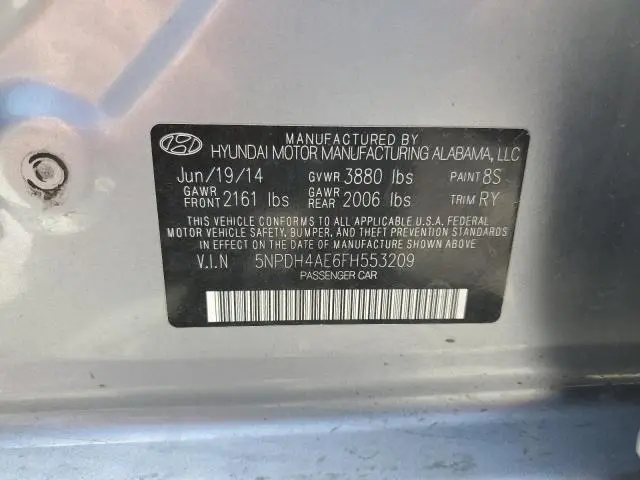 MANUFACTURED BY
HYUNDAI MOTOR MANUFACTURING ALABAMA, LLC
Jun/19/14 GVWR 3880 lbs PAINT 8S
GAWR FRONT 2161 lbs GAWR REAR 2006 lbs TRIM RY
THIS VEHICLE CONFORMS TO ALL APPLICABLE U.S.A. FEDERAL
MOTOR VEHICLE SAFETY, BUMPER, AND THEFT PREVENTION STANDARDS
IN EFFECT ON THE DATE OF MANUFACTURE SHOWN ABOVE.
V.I.N 5NPDH4AE6FH553209
PASSENGER CAR